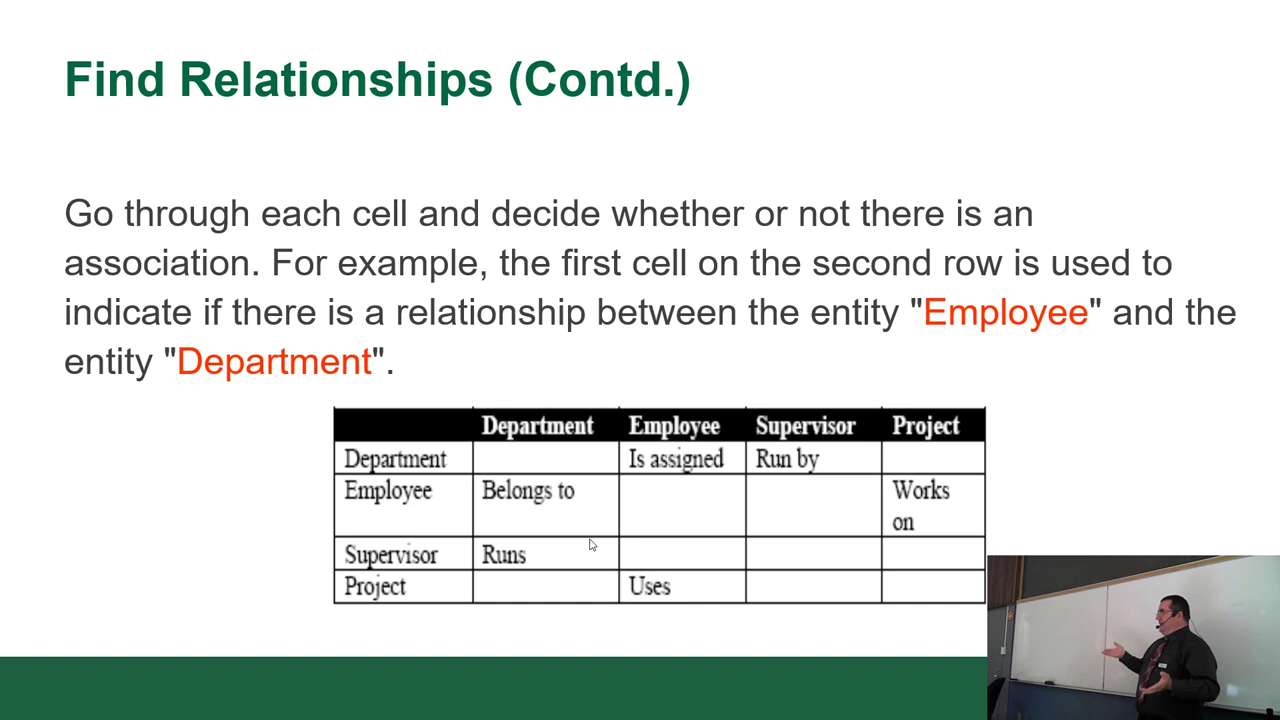 Find Relationships (Contd.)
Go through each cell and decide whether or not there is an
association. For example, the first cell on the second row is used to
indicate if there is a relationship between the entity "Employee" and the
entity "Department".
Department Employee Supervisor Project
Department Is assigned Run by
Employee Belongs to Works
on
Supervisor Runs
Project Uses